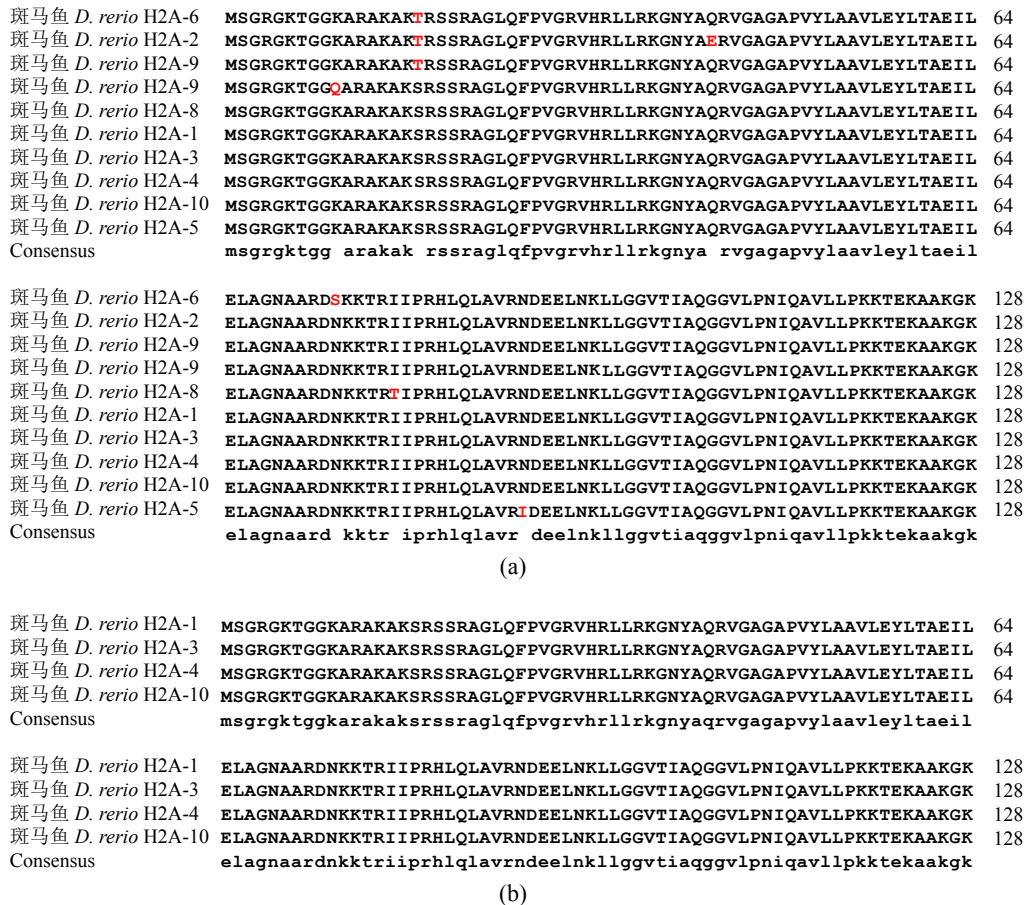 斑马鱼 D. rerio H2A-6 MSGRGKTGGKARAKAKTRSSRAGLQFPVGRVHRLLRKGNYAQRVGAGAPVYLAAVLEYLTAEIL 64
斑马鱼 D. rerio H2A-2 MSGRGKTGGKARAKAKTRSSRAGLQFPVGRVHRLLRKGNYAERVGAGAPVYLAAVLEYLTAEIL 64
斑马鱼 D. rerio H2A-9 MSGRGKTGGKARAKAKTRSSRAGLQFPVGRVHRLLRKGNYAQRVGAGAPVYLAAVLEYLTAEIL 64
斑马鱼 D. rerio H2A-9 MSGRGKTGGQARAKAKSRSSRAGLQFPVGRVHRLLRKGNYAQRVGAGAPVYLAAVLEYLTAEIL 64
斑马鱼 D. rerio H2A-8 MSGRGKTGGKARAKAKSRSSRAGLQFPVGRVHRLLRKGNYAQRVGAGAPVYLAAVLEYLTAEIL 64
斑马鱼 D. rerio H2A-1 MSGRGKTGGKARAKAKSRSSRAGLQFPVGRVHRLLRKGNYAQRVGAGAPVYLAAVLEYLTAEIL 64
斑马鱼 D. rerio H2A-3 MSGRGKTGGKARAKAKSRSSRAGLQFPVGRVHRLLRKGNYAQRVGAGAPVYLAAVLEYLTAEIL 64
斑马鱼 D. rerio H2A-4 MSGRGKTGGKARAKAKSRSSRAGLQFPVGRVHRLLRKGNYAQRVGAGAPVYLAAVLEYLTAEIL 64
斑马鱼 D. rerio H2A-10 MSGRGKTGGKARAKAKSRSSRAGLQFPVGRVHRLLRKGNYAQRVGAGAPVYLAAVLEYLTAEIL 64
斑马鱼 D. rerio H2A-5 MSGRGKTGGKARAKAKSRSSRAGLQFPVGRVHRLLRKGNYAQRVGAGAPVYLAAVLEYLTAEIL 64
Consensus msgrgktgg arakak rssraglqfpvgrvhrllrkgnya rvgagapvylaavleyltaeil
斑马鱼 D. rerio H2A-6 ELAGNAARDSKKTRIIPRHLQLAVRNDEELNKLLGGVTIAQGGVLPNIQAVLLPKKTEKAAKGK 128
斑马鱼 D. rerio H2A-2 ELAGNAARDNKKTRIIPRHLQLAVRNDEELNKLLGGVTIAQGGVLPNIQAVLLPKKTEKAAKGK 128
斑马鱼 D. rerio H2A-9 ELAGNAARDNKKTRIIPRHLQLAVRNDEELNKLLGGVTIAQGGVLPNIQAVLLPKKTEKAAKGK 128
斑马鱼 D. rerio H2A-9 ELAGNAARDNKKTRIIPRHLQLAVRNDEELNKLLGGVTIAQGGVLPNIQAVLLPKKTEKAAKGK 128
斑马鱼 D. rerio H2A-8 ELAGNAARDNKKTRTIPRHLQLAVRNDEELNKLLGGVTIAQGGVLPNIQAVLLPKKTEKAAKGK 128
斑马鱼 D. rerio H2A-1 ELAGNAARDNKKTRIIPRHLQLAVRNDEELNKLLGGVTIAQGGVLPNIQAVLLPKKTEKAAKGK 128
斑马鱼 D. rerio H2A-3 ELAGNAARDNKKTRIIPRHLQLAVRNDEELNKLLGGVTIAQGGVLPNIQAVLLPKKTEKAAKGK 128
斑马鱼 D. rerio H2A-4 ELAGNAARDNKKTRIIPRHLQLAVRNDEELNKLLGGVTIAQGGVLPNIQAVLLPKKTEKAAKGK 128
斑马鱼 D. rerio H2A-10 ELAGNAARDNKKTRIIPRHLQLAVRNDEELNKLLGGVTIAQGGVLPNIQAVLLPKKTEKAAKGK 128
斑马鱼 D. rerio H2A-5 ELAGNAARDNKKTRIIPRHLQLAVRIDEELNKLLGGVTIAQGGVLPNIQAVLLPKKTEKAAKGK 128
Consensus elagnaard kktr iprhlqlavr deelnkllggvtiaqggvlpniqavllpkktekaakgk
(a)
斑马鱼 D. rerio H2A-1 MSGRGKTGGKARAKAKSRSSRAGLQFPVGRVHRLLRKGNYAQRVGAGAPVYLAAVLEYLTAEIL 64
斑马鱼 D. rerio H2A-3 MSGRGKTGGKARAKAKSRSSRAGLQFPVGRVHRLLRKGNYAQRVGAGAPVYLAAVLEYLTAEIL 64
斑马鱼 D. rerio H2A-4 MSGRGKTGGKARAKAKSRSSRAGLQFPVGRVHRLLRKGNYAQRVGAGAPVYLAAVLEYLTAEIL 64
斑马鱼 D. rerio H2A-10 MSGRGKTGGKARAKAKSRSSRAGLQFPVGRVHRLLRKGNYAQRVGAGAPVYLAAVLEYLTAEIL 64
Consensus msgrgktggkarakaksrssraglqfpvgrvhrllrkgnyaqrvgagapvylaavleyltaeil
斑马鱼 D. rerio H2A-1 ELAGNAARDNKKTRIIPRHLQLAVRNDEELNKLLGGVTIAQGGVLPNIQAVLLPKKTEKAAKGK 128
斑马鱼 D. rerio H2A-3 ELAGNAARDNKKTRIIPRHLQLAVRNDEELNKLLGGVTIAQGGVLPNIQAVLLPKKTEKAAKGK 128
斑马鱼 D. rerio H2A-4 ELAGNAARDNKKTRIIPRHLQLAVRNDEELNKLLGGVTIAQGGVLPNIQAVLLPKKTEKAAKGK 128
斑马鱼 D. rerio H2A-10 ELAGNAARDNKKTRIIPRHLQLAVRNDEELNKLLGGVTIAQGGVLPNIQAVLLPKKTEKAAKGK 128
Consensus elagnaardnkktriiprhlqlavrndeelnkllggvtiaqggvlpniqavllpkktekaakgk
(b)